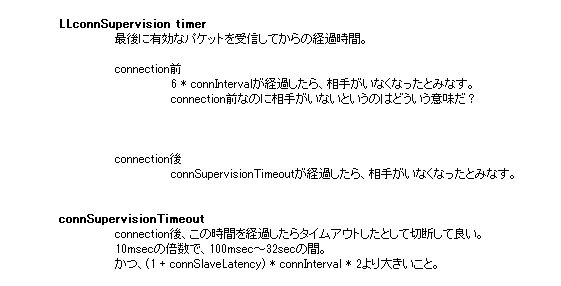 LLconnSupervision timer
最後に有効なパケットを受信してからの経過時間。
connection前
6 * connIntervalが経過したら、相手がいなくなったとみなす。
connection前なのに相手がいないというのはどういう意味だ？
connection後
connSupervisionTimeoutが経過したら、相手がいなくなったとみなす。
connSupervisionTimeout
connection後、この時間を経過したらタイムアウトしたとして切断して良い。
10msecの倍数で、100msec～32secの間。
かつ、(1 + connSlaveLatency) * connInterval * 2より大きいこと。